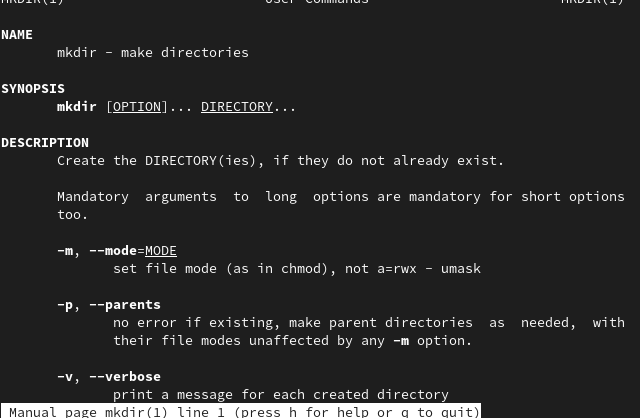 MKDIR(1) User Commands MKDIR(1)
NAME
mkdir - make directories
SYNOPSIS
mkdir [OPTION]... DIRECTORY...
DESCRIPTION
Create the DIRECTORY(ies), if they do not already exist.
Mandatory arguments to long options are mandatory for short options
too.
-m, --mode=MODE
set file mode (as in chmod), not a=rwx - umask
-p, --parents
no error if existing, make parent directories as needed, with
their file modes unaffected by any -m option.
-v, --verbose
print a message for each created directory
Manual page mkdir(1) line 1 (press h for help or q to quit)